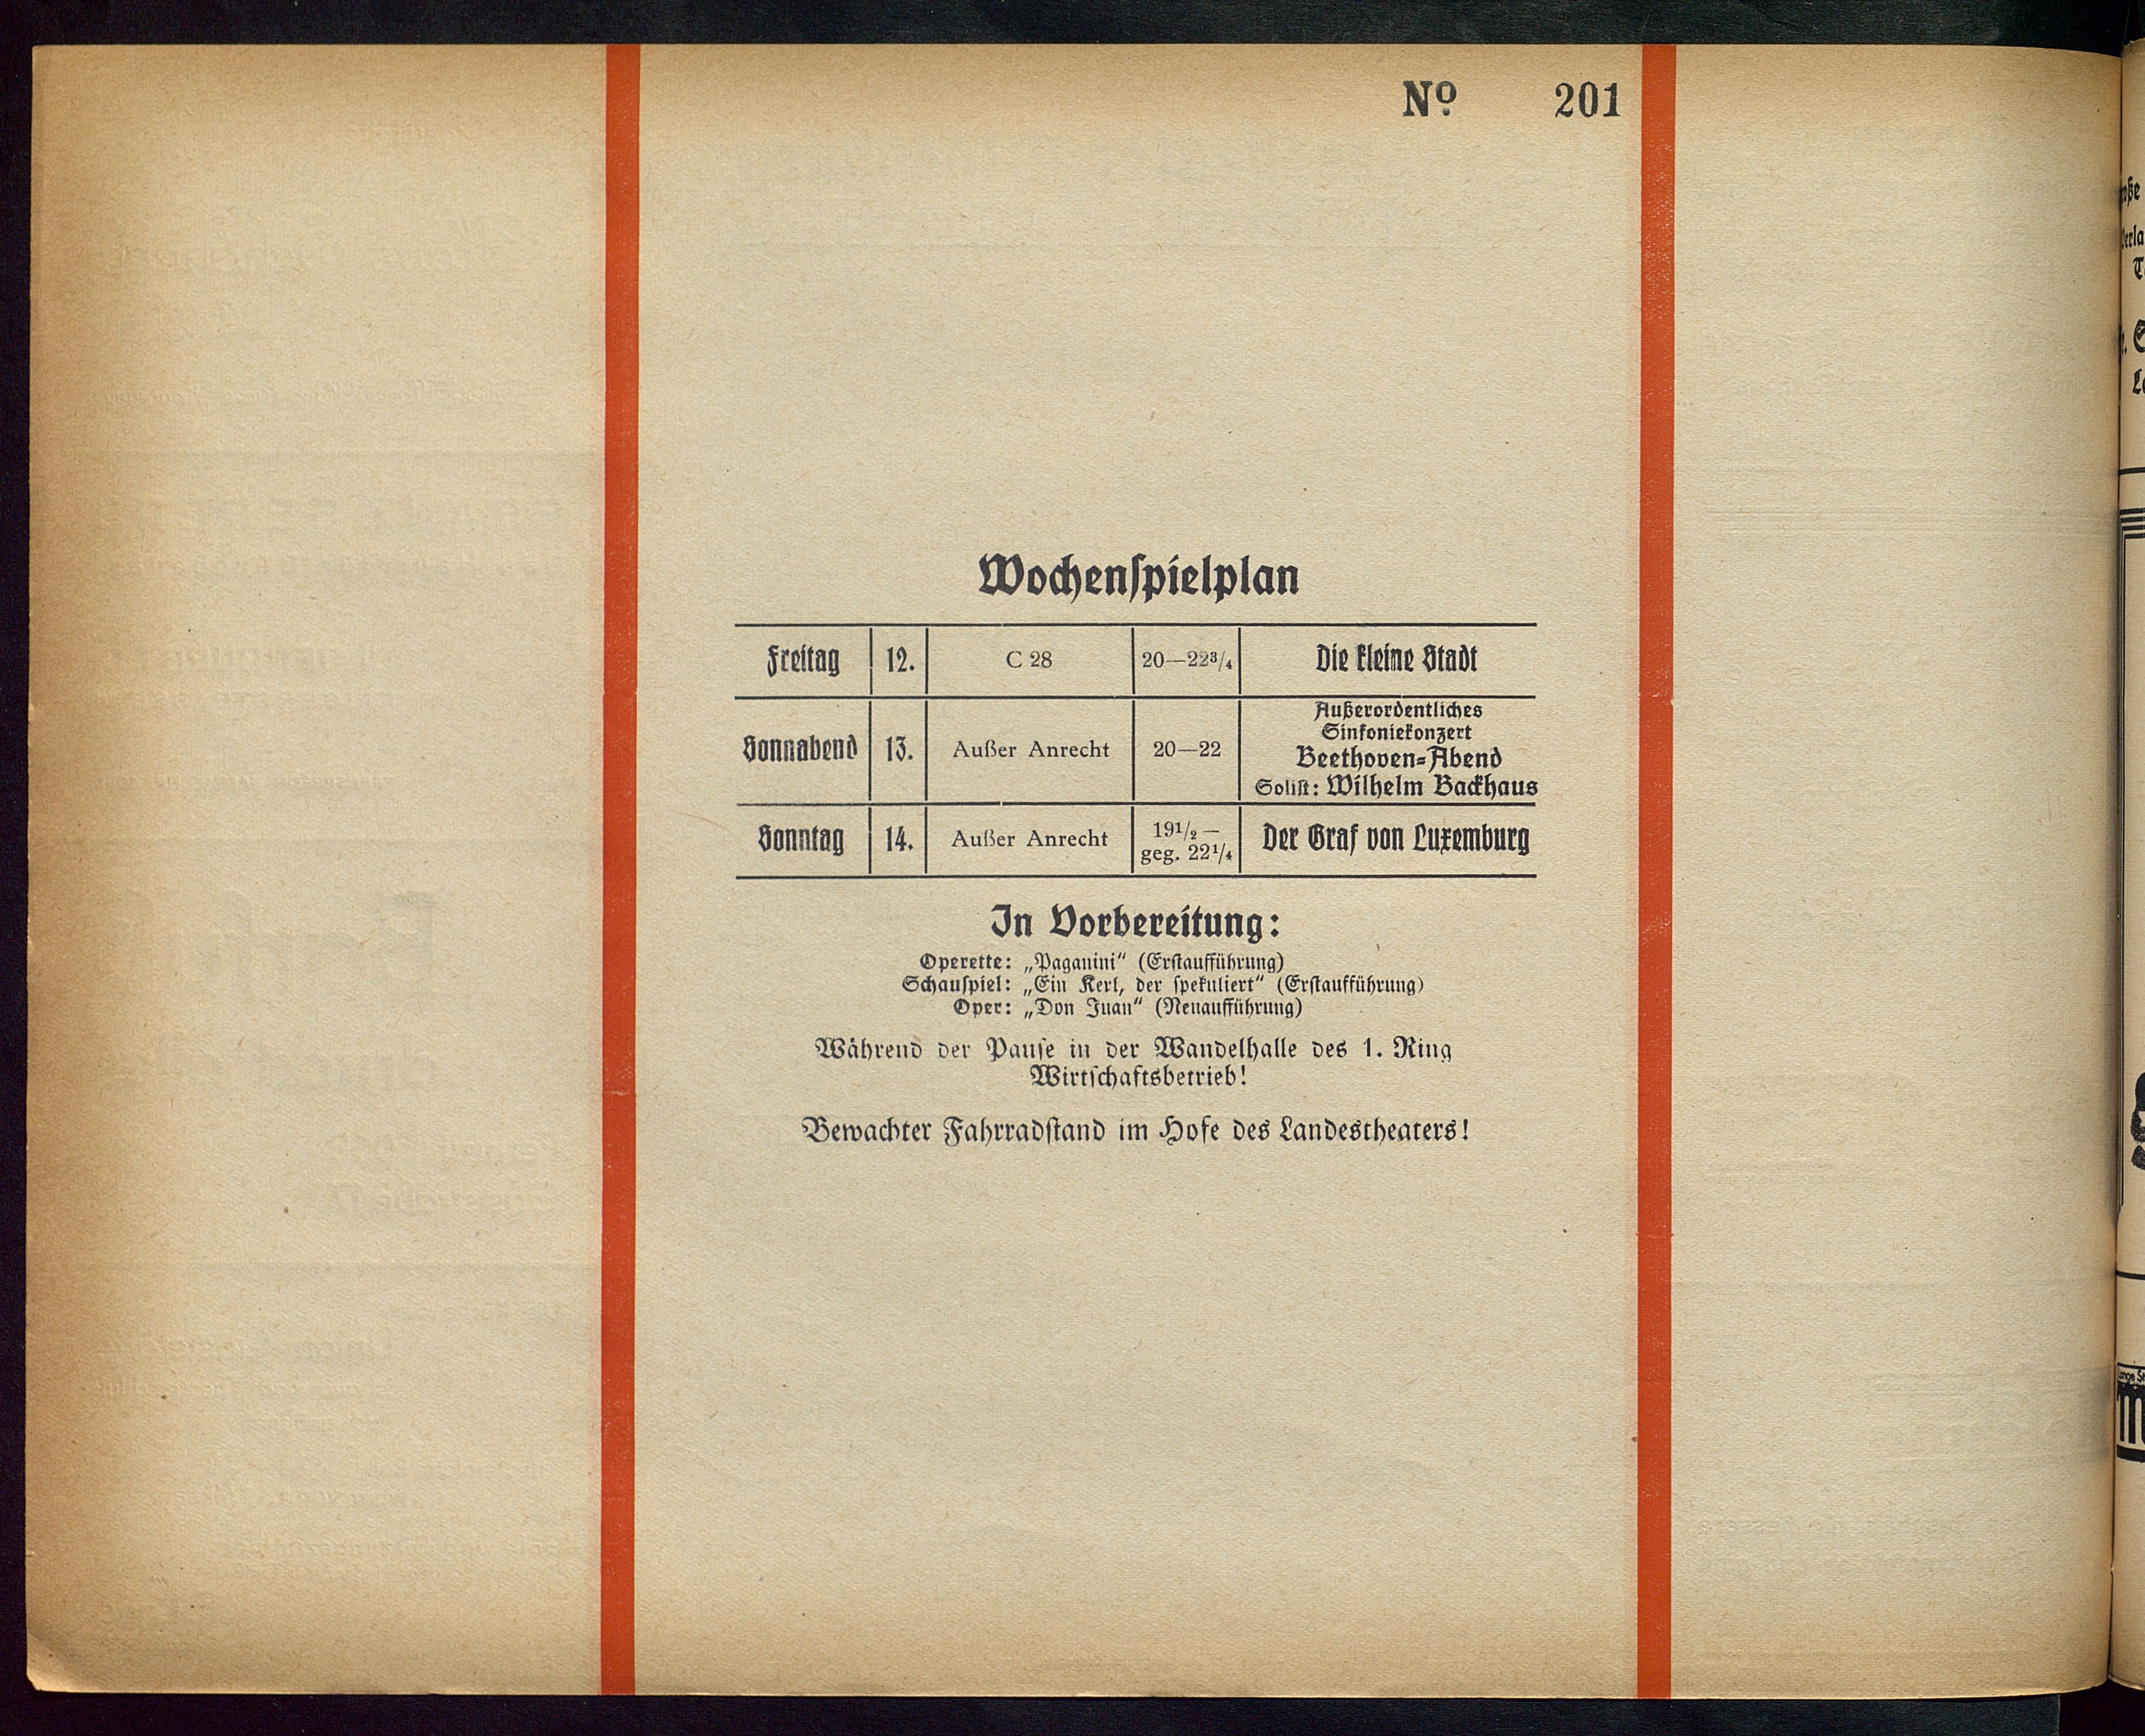 Nº 201
Wochenspielplan
Freitag 12. C 28 20—22³/₄ Die kleine Stadt
Sonnabend 13. Außer Anrecht 20—22 Außerordentliches
Sinfoniekonzert
Beethoven-Abend
Solist: Wilhelm Backhaus
Sonntag 14. Außer Anrecht 19¹/₂— geg. 22¹/₄ Der Graf von Luxemburg
In Vorbereitung:
Operette: „Paganini“ (Erstaufführung)
Schauspiel: „Ein Kerl, der spekuliert“ (Erstaufführung)
Oper: „Don Juan“ (Neuaufführung)
Während der Pause in der Wandelhalle des 1. Ring
Wirtschaftsbetrieb!
Bewachter Fahrradstand im Hofe des Landestheaters!